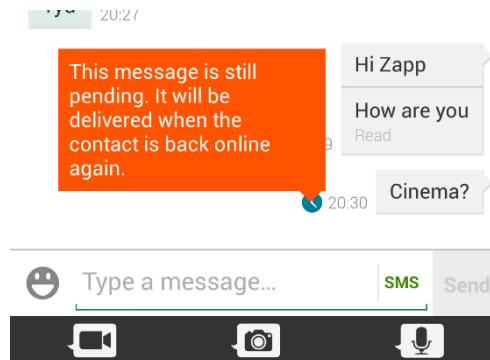 20:27
This message is still
pending. It will be
delivered when the
contact is back online
again.
Hi Zapp
How are you
Read
9
Cinema?
20:30
Type a message...
SMS
Send